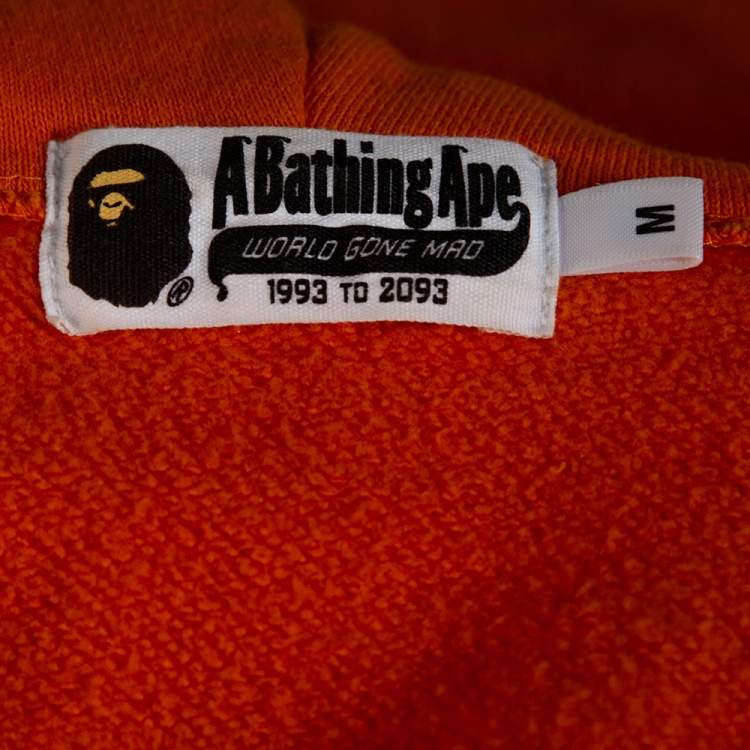 A Bathing Ape
WORLD GONE MAD
1993 TO 2093
®
M